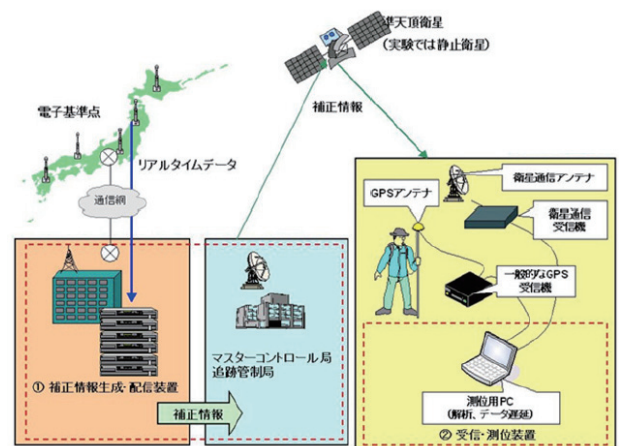 準天頂衛星
(実験では静止衛星)
電子基準点
補正情報
リアルタイムデータ
通信網
衛星通信アンテナ
GPSアンテナ
衛星通信
受信機
一般的なGPS
受信機
マスターコントロール局
追跡管制局
① 補正情報生成・配信装置
補正情報
測位用PC
(解析、データ遅延)
② 受信・測位装置